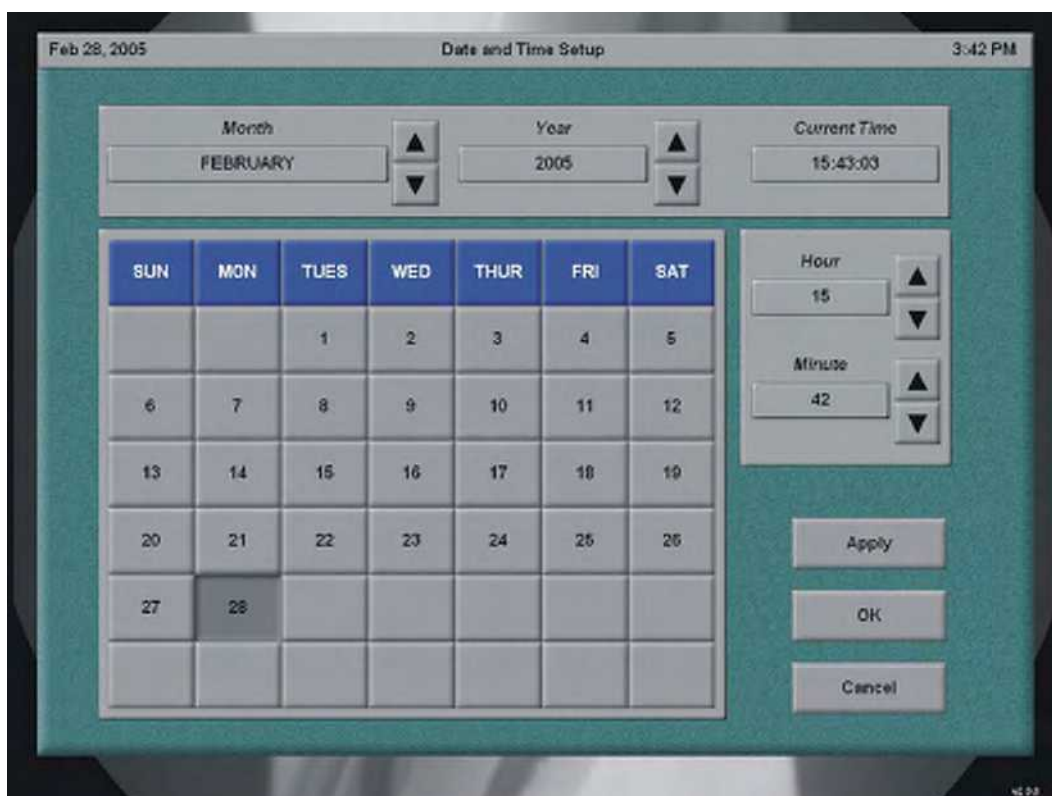 Feb 28, 2005 Date and Time Setup 3:42 PM
Month Year Current Time
FEBRUARY 2005 15:43:03
SUN MON TUES WED THUR FRI SAT
Hour
15
1 2 3 4 5
Minute
42
6 7 8 9 10 11 12
13 14 15 16 17 18 19
20 21 22 23 24 25 26
Apply
27 28
OK
Cancel